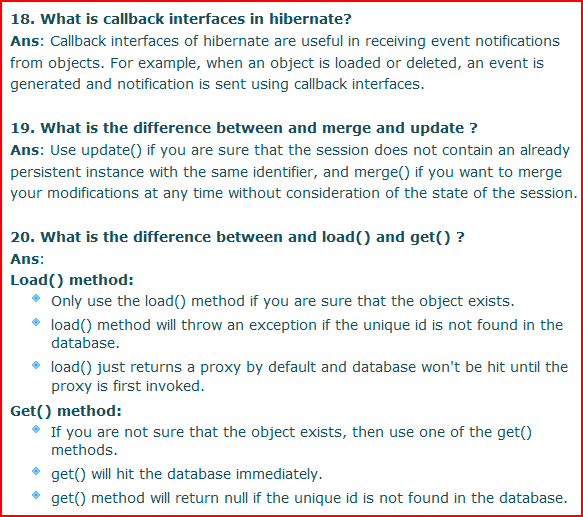 18. What is callback interfaces in hibernate?
Ans: Callback interfaces of hibernate are useful in receiving event notifications
from objects. For example, when an object is loaded or deleted, an event is
generated and notification is sent using callback interfaces.
19. What is the difference between and merge and update ?
Ans: Use update() if you are sure that the session does not contain an already
persistent instance with the same identifier, and merge() if you want to merge
your modifications at any time without consideration of the state of the session.
20. What is the difference between and load() and get() ?
Ans:
Load() method:
Only use the load() method if you are sure that the object exists.
load() method will throw an exception if the unique id is not found in the
database.
load() just returns a proxy by default and database won't be hit until the
proxy is first invoked.
Get() method:
If you are not sure that the object exists, then use one of the get()
methods.
get() will hit the database immediately.
get() method will return null if the unique id is not found in the database.